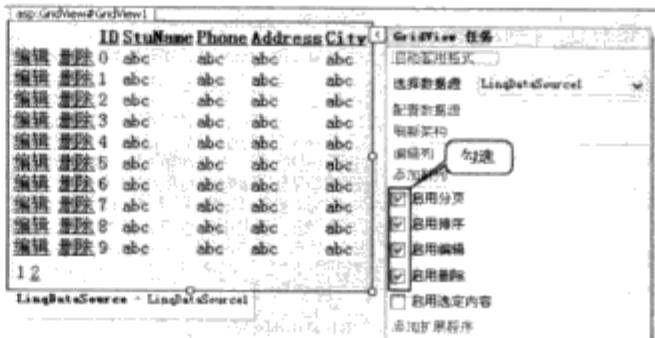 asp:GridView#GridView1
ID StuName Phone Address City
编辑 删除 0 abc abc abc abc
编辑 删除 1 abc abc abc abc
编辑 删除 2 abc abc abc abc
编辑 删除 3 abc abc abc abc
编辑 删除 4 abc abc abc abc
编辑 删除 5 abc abc abc abc
编辑 删除 6 abc abc abc abc
编辑 删除 7 abc abc abc abc
编辑 删除 8 abc abc abc abc
编辑 删除 9 abc abc abc abc
1 2
LinqDataSource - LinqDataSource1
GridView 任务
自动套用格式
选择数据源 LinqDataSource1
配置数据源
刷新架构
编辑列
勾选
启用分页
启用排序
启用编辑
启用删除
启用选定内容
添加扩展程序